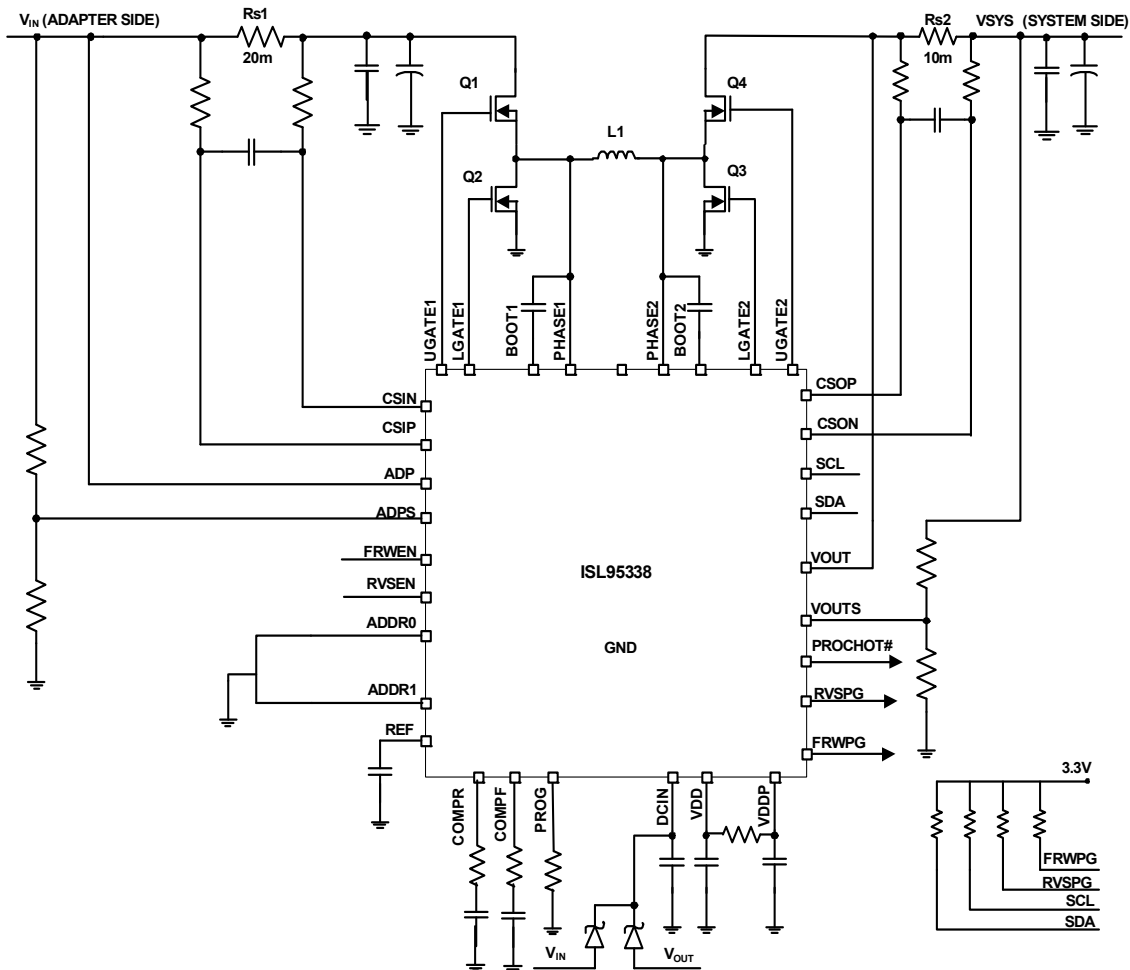 VIN (ADAPTER SIDE)
Rs1
20m
Rs2
10m
VSYS (SYSTEM SIDE)
Q1
Q4
L1
Q2
Q3
UGATE1
LGATE1
BOOT1
PHASE1
PHASE2
BOOT2
LGATE2
UGATE2
CSIN
CSIP
ADP
ADPS
FRWEN
RVSEN
ADDR0
ADDR1
REF
ISL95338
GND
CSOP
CSON
SCL
SDA
VOUT
VOUTS
PROCHOT#
RVSPG
FRWPG
COMPR
COMPF
PROG
DCIN
VDD
VDDP
VIN
VOUT
3.3V
FRWPG
RVSPG
SCL
SDA